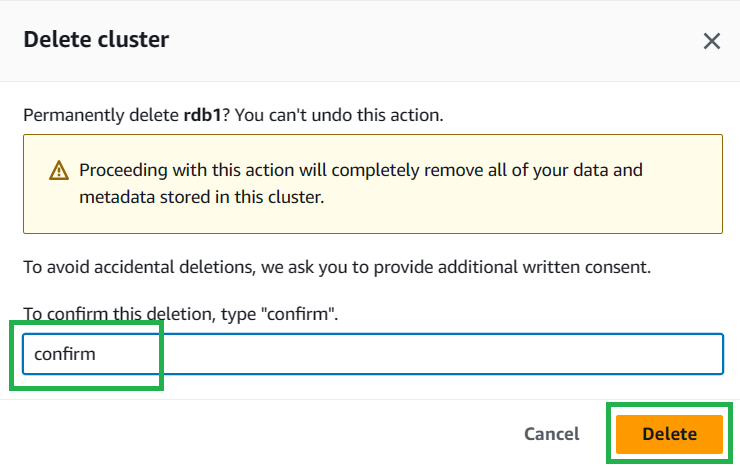 Delete cluster
Permanently delete rdb1? You can't undo this action.
Proceeding with this action will completely remove all of your data and
metadata stored in this cluster.
To avoid accidental deletions, we ask you to provide additional written consent.
To confirm this deletion, type "confirm".
confirm
Cancel
Delete